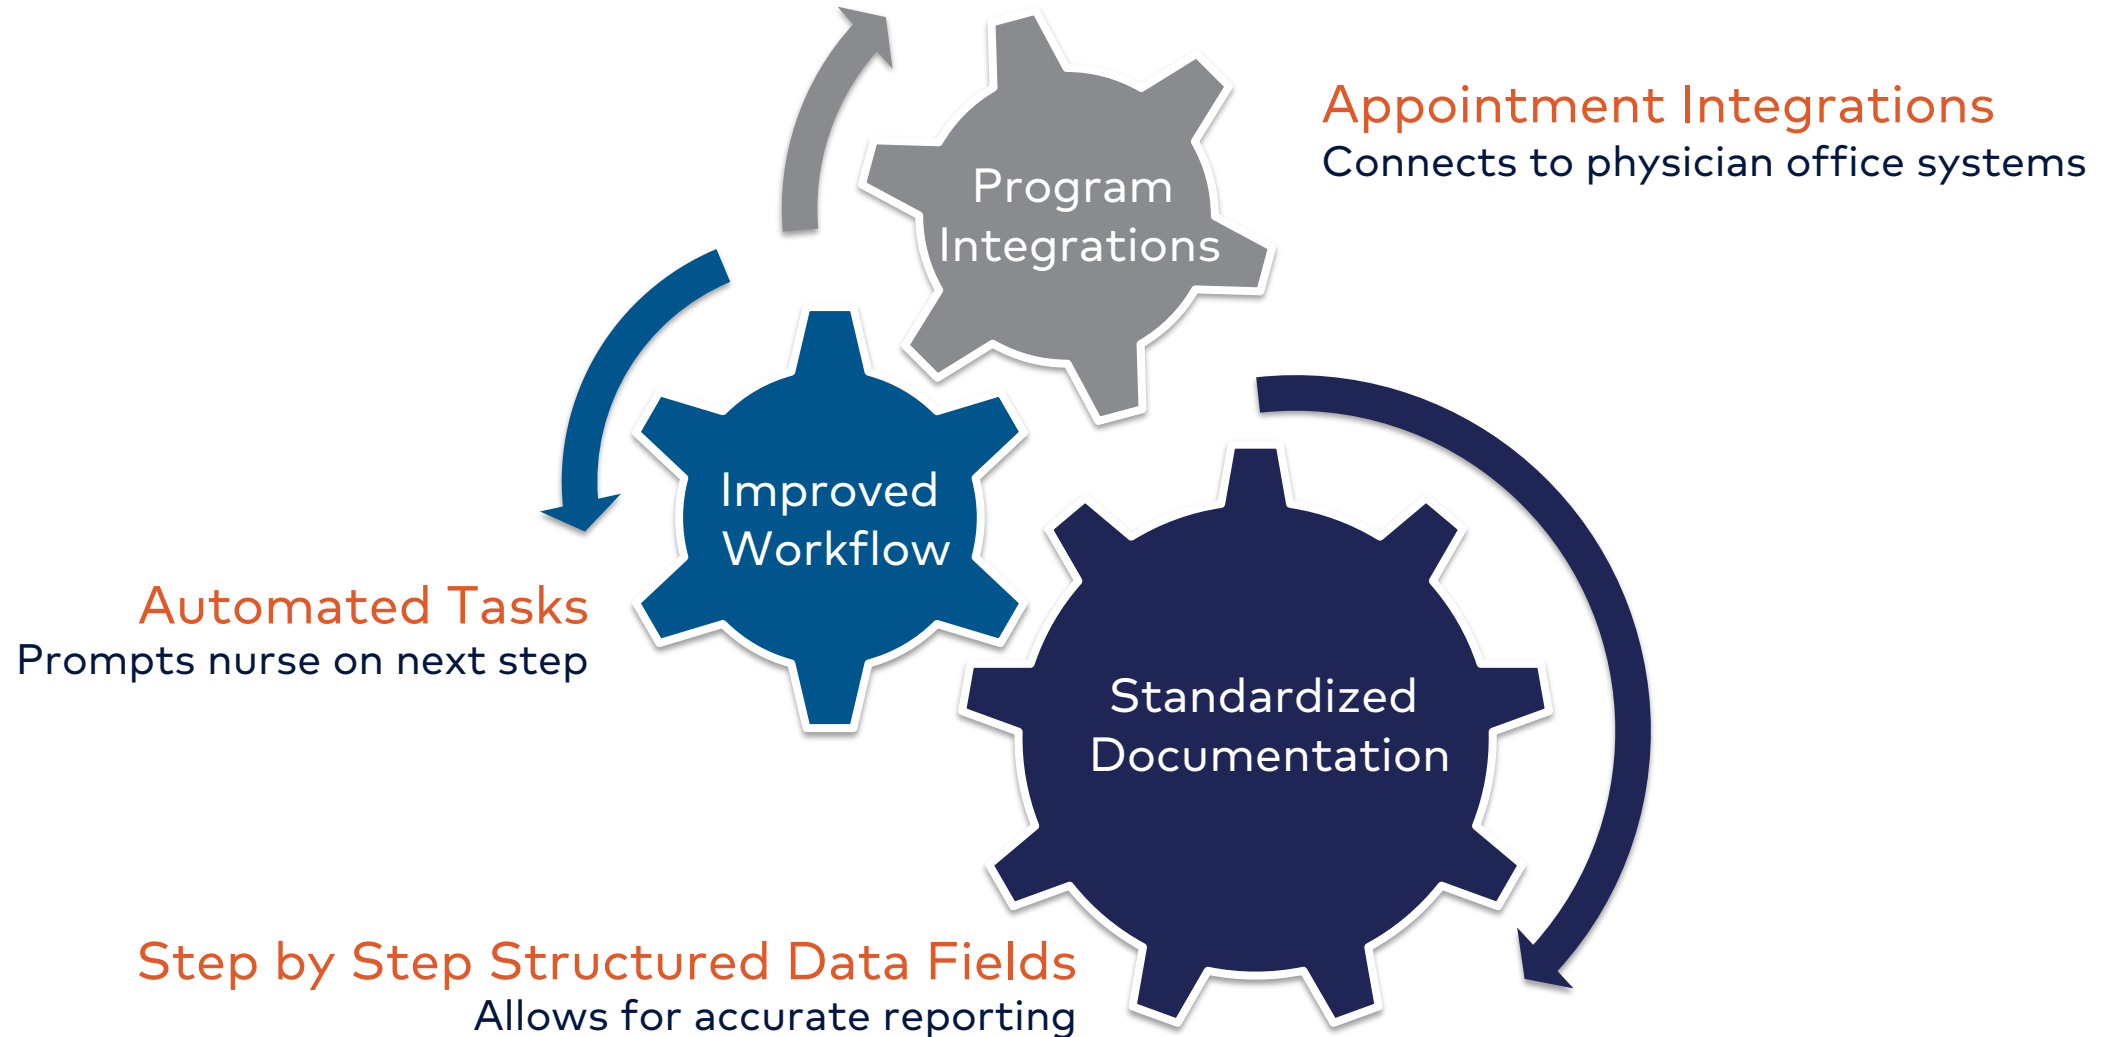 Program
Integrations
Appointment Integrations
Connects to physician office systems
Improved
Workflow
Automated Tasks
Prompts nurse on next step
Standardized
Documentation
Step by Step Structured Data Fields
Allows for accurate reporting